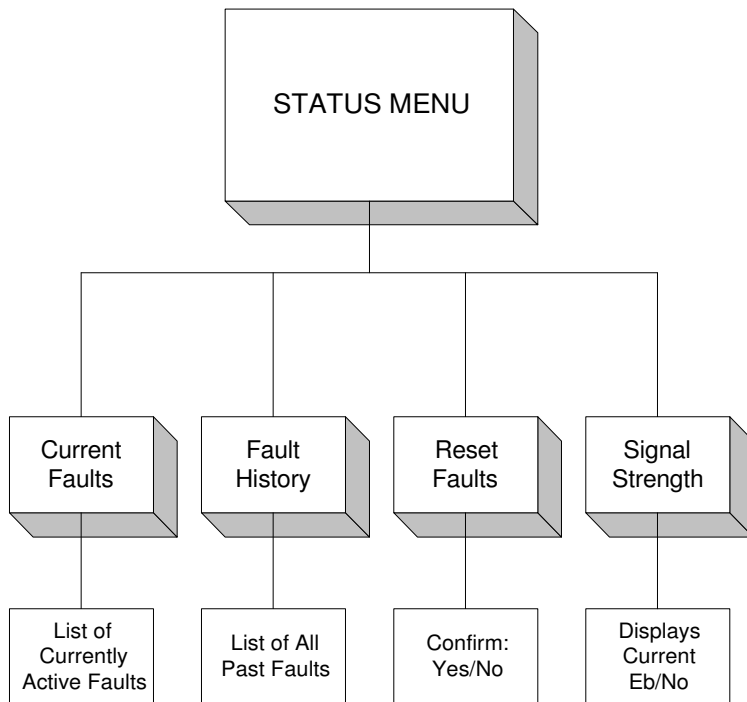 STATUS MENU
Current
Faults
Fault
History
Reset
Faults
Signal
Strength
List of
Currently
Active Faults
List of All
Past Faults
Confirm:
Yes/No
Displays
Current
Eb/No